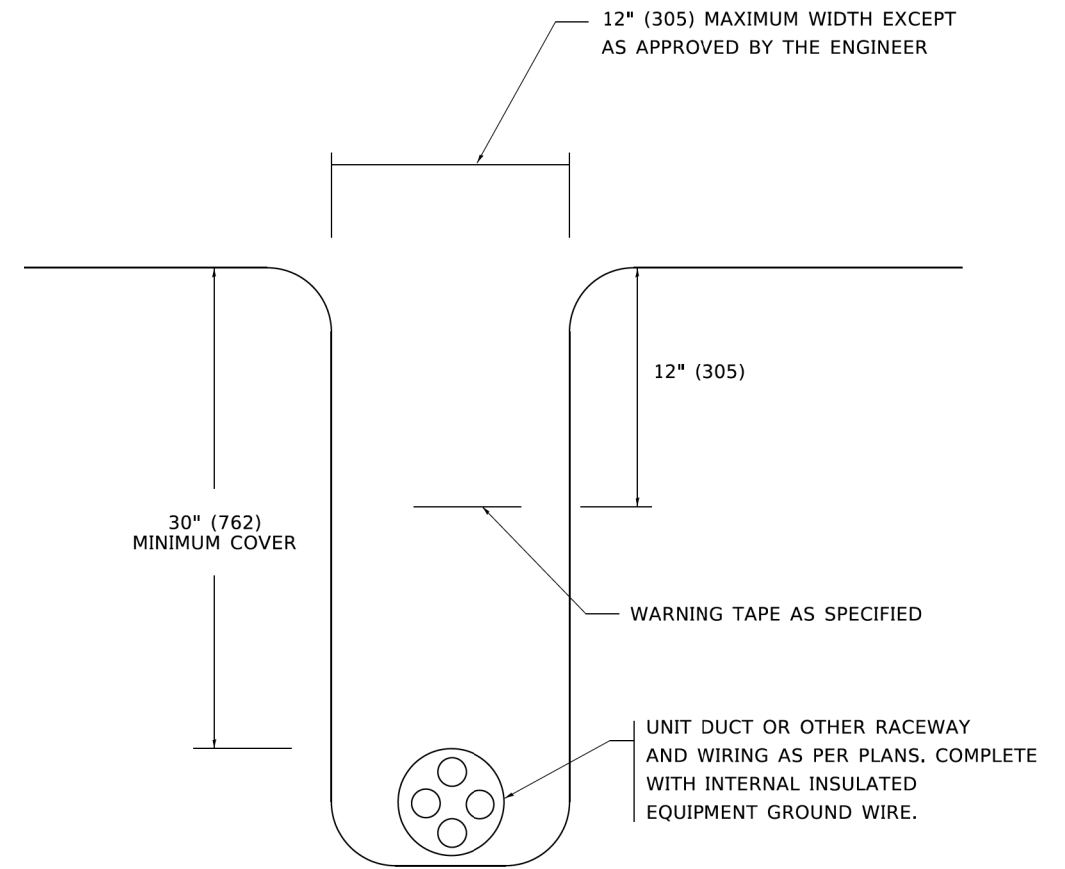 12" (305) MAXIMUM WIDTH EXCEPT
AS APPROVED BY THE ENGINEER
12" (305)
30" (762)
MINIMUM COVER
WARNING TAPE AS SPECIFIED
UNIT DUCT OR OTHER RACEWAY
AND WIRING AS PER PLANS. COMPLETE
WITH INTERNAL INSULATED
EQUIPMENT GROUND WIRE.